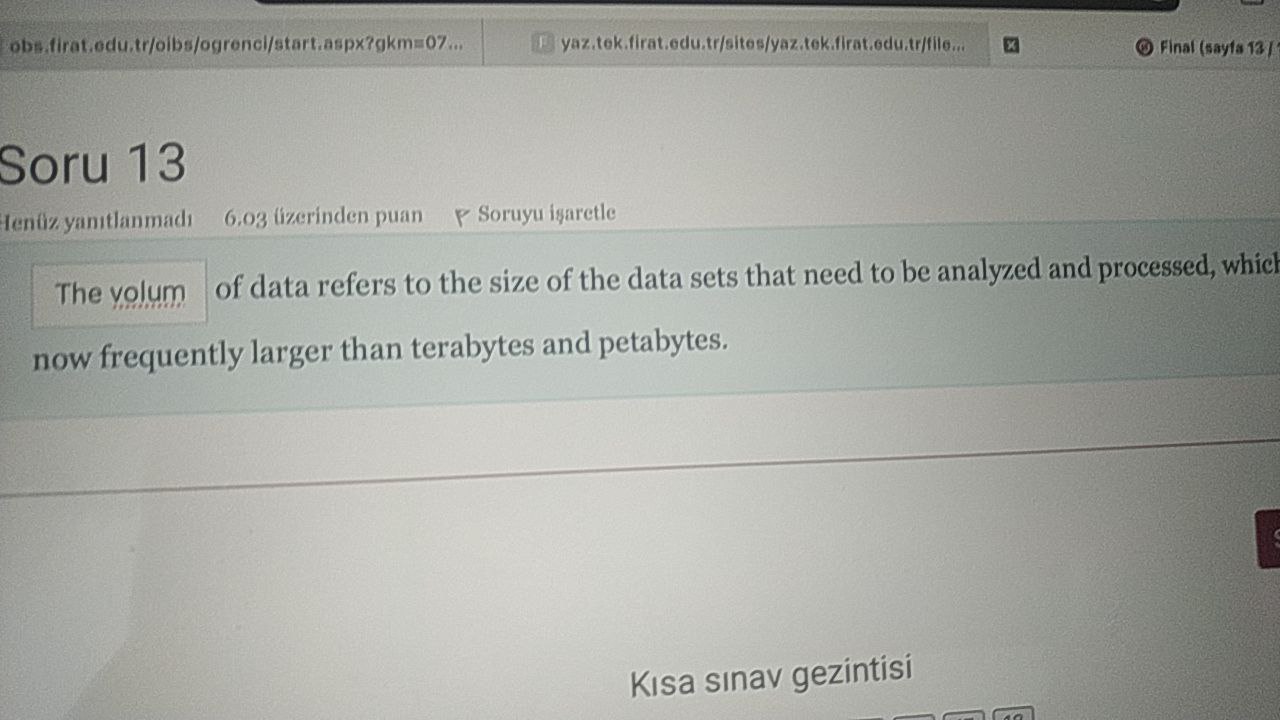 obs.firat.edu.tr/oibs/ogrenci/start.aspx?gkm=07...
yaz.tek.firat.edu.tr/sites/yaz.tek.firat.edu.tr/file...
Final (sayfa 13 /
Soru 13
Henüz yanıtlanmadı
6.03 üzerinden puan
Soruyu işaretle
The volum of data refers to the size of the data sets that need to be analyzed and processed, which
now frequently larger than terabytes and petabytes.
Kısa sınav gezintisi